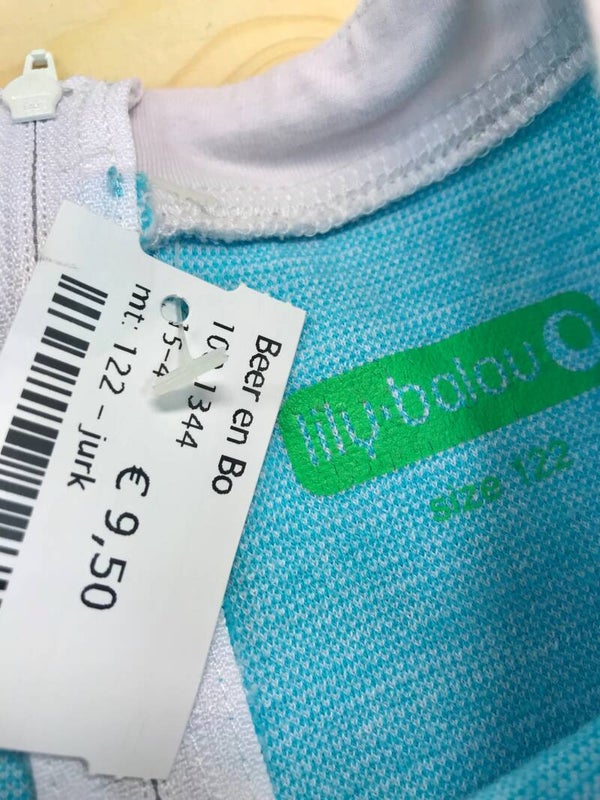 Beer en Bo
mt: 122 - jurk
€ 9,50
lily-balou
size 122